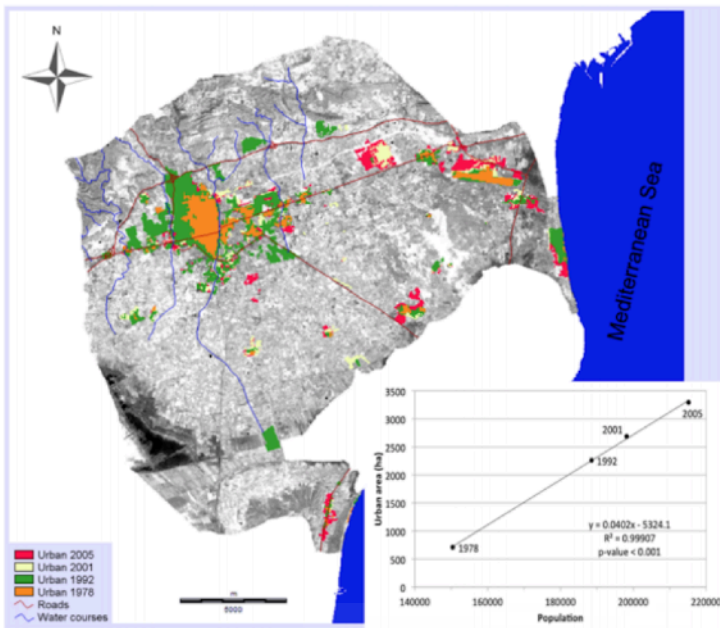 N
Mediterranean Sea
Urban 2005
Urban 2001
Urban 1992
Urban 1978
Roads
Water courses
m
6000
3500
3000
2500
2000
1500
1000
500
0
Urban area (ha)
2005
2001
1992
1978
y = 0.0402x - 5324.1
R² = 0.99907
p-value < 0.001
140000 160000 180000 200000 220000
Population